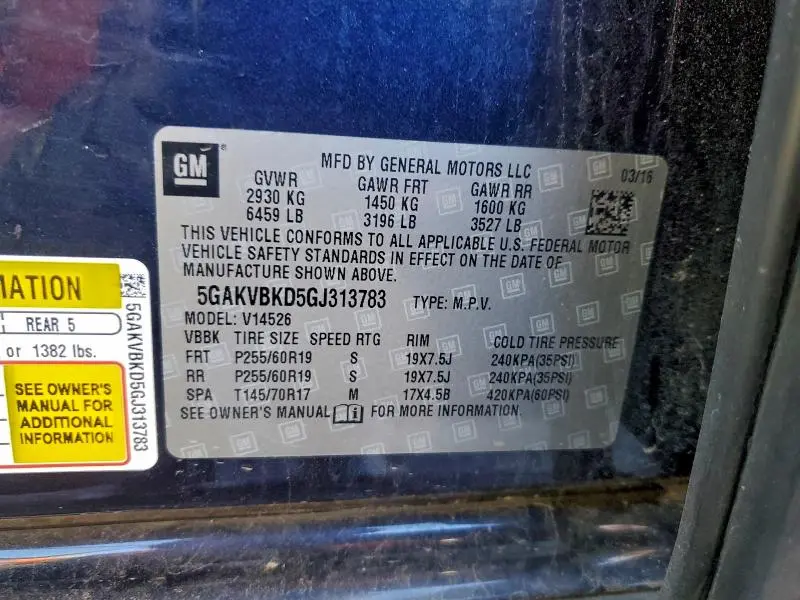 GM
MFD BY GENERAL MOTORS LLC
03/16
GVWR GAWR FRT GAWR RR
2930 KG 1450 KG 1600 KG
6459 LB 3196 LB 3527 LB
THIS VEHICLE CONFORMS TO ALL APPLICABLE U.S. FEDERAL MOTOR
VEHICLE SAFETY STANDARDS IN EFFECT ON THE DATE OF
MANUFACTURE SHOWN ABOVE.
5GAKVBKD5GJ313783 TYPE: M.P.V.
MODEL: V14526
VBBK TIRE SIZE SPEED RTG RIM COLD TIRE PRESSURE
FRT P255/60R19 S 19X7.5J 240KPA(35PSI)
RR P255/60R19 S 19X7.5J 240KPA(35PSI)
SPA T145/70R17 M 17X4.5B 420KPA(60PSI)
SEE OWNER'S MANUAL FOR MORE INFORMATION.
MATION
REAR 5
or 1382 lbs.
SEE OWNER'S
MANUAL FOR
ADDITIONAL
INFORMATION
5GAKVBKD5GJ313783